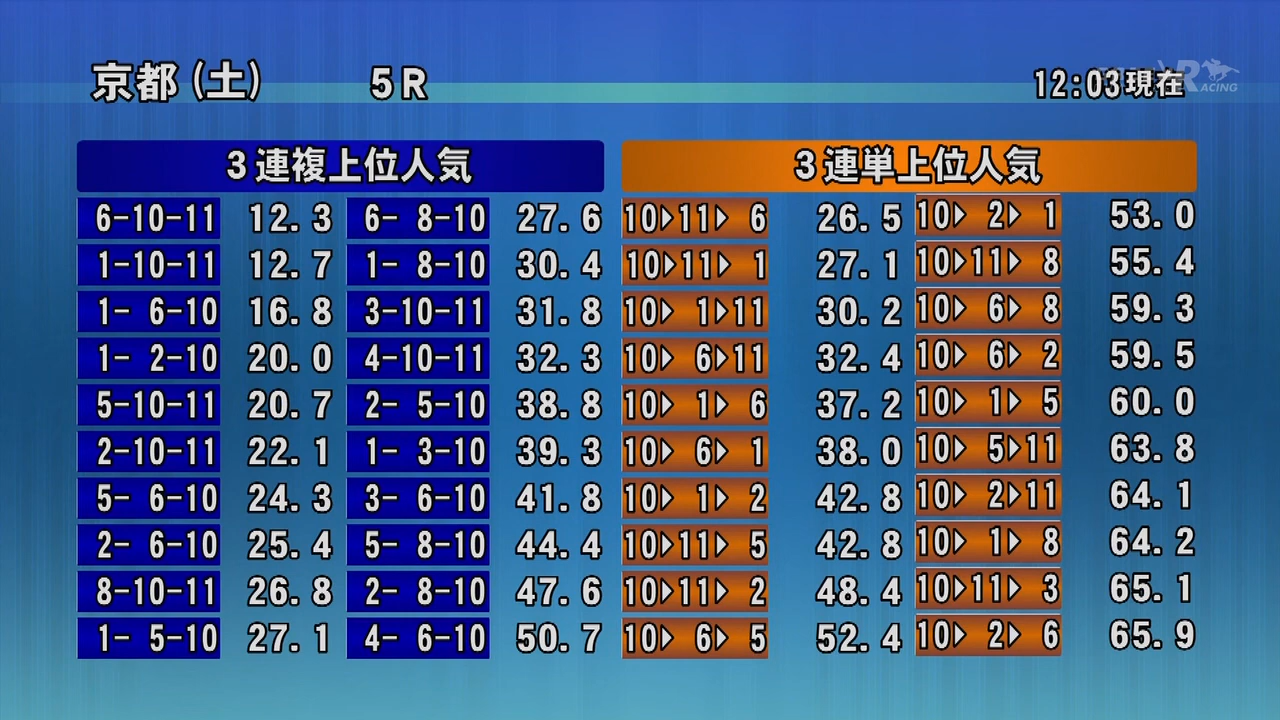 京都(土) 5R 12:03現在
RACING
3連複上位人気 3連単上位人気
6-10-11 12.3 6- 8-10 27.6 10▶11▶ 6 26.5 10▶ 2▶ 1 53.0
1-10-11 12.7 1- 8-10 30.4 10▶11▶ 1 27.1 10▶11▶ 8 55.4
1- 6-10 16.8 3-10-11 31.8 10▶ 1▶11 30.2 10▶ 6▶ 8 59.3
1- 2-10 20.0 4-10-11 32.3 10▶ 6▶11 32.4 10▶ 6▶ 2 59.5
5-10-11 20.7 2- 5-10 38.8 10▶ 1▶ 6 37.2 10▶ 1▶ 5 60.0
2-10-11 22.1 1- 3-10 39.3 10▶ 6▶ 1 38.0 10▶ 5▶11 63.8
5- 6-10 24.3 3- 6-10 41.8 10▶ 1▶ 2 42.8 10▶ 2▶11 64.1
2- 6-10 25.4 5- 8-10 44.4 10▶11▶ 5 42.8 10▶ 1▶ 8 64.2
8-10-11 26.8 2- 8-10 47.6 10▶11▶ 2 48.4 10▶11▶ 3 65.1
1- 5-10 27.1 4- 6-10 50.7 10▶ 6▶ 5 52.4 10▶ 2▶ 6 65.9